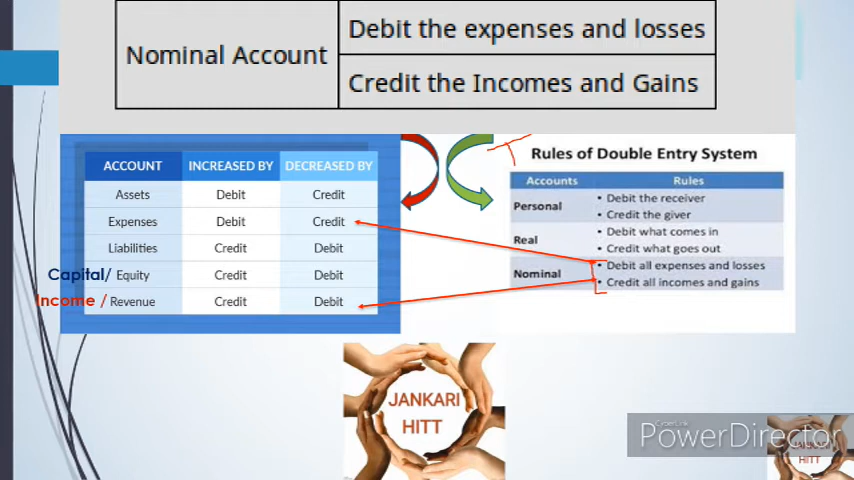 Nominal Account
Debit the expenses and losses
Credit the Incomes and Gains
ACCOUNT INCREASED BY DECREASED BY
Assets Debit Credit
Expenses Debit Credit
Liabilities Credit Debit
Capital/ Equity Credit Debit
Income / Revenue Credit Debit
Rules of Double Entry System
Accounts Rules
Personal
• Debit the receiver
• Credit the giver
Real
• Debit what comes in
• Credit what goes out
Nominal
• Debit all expenses and losses
• Credit all incomes and gains
JANKARI
HITT
CyberLink
PowerDirector
HITT